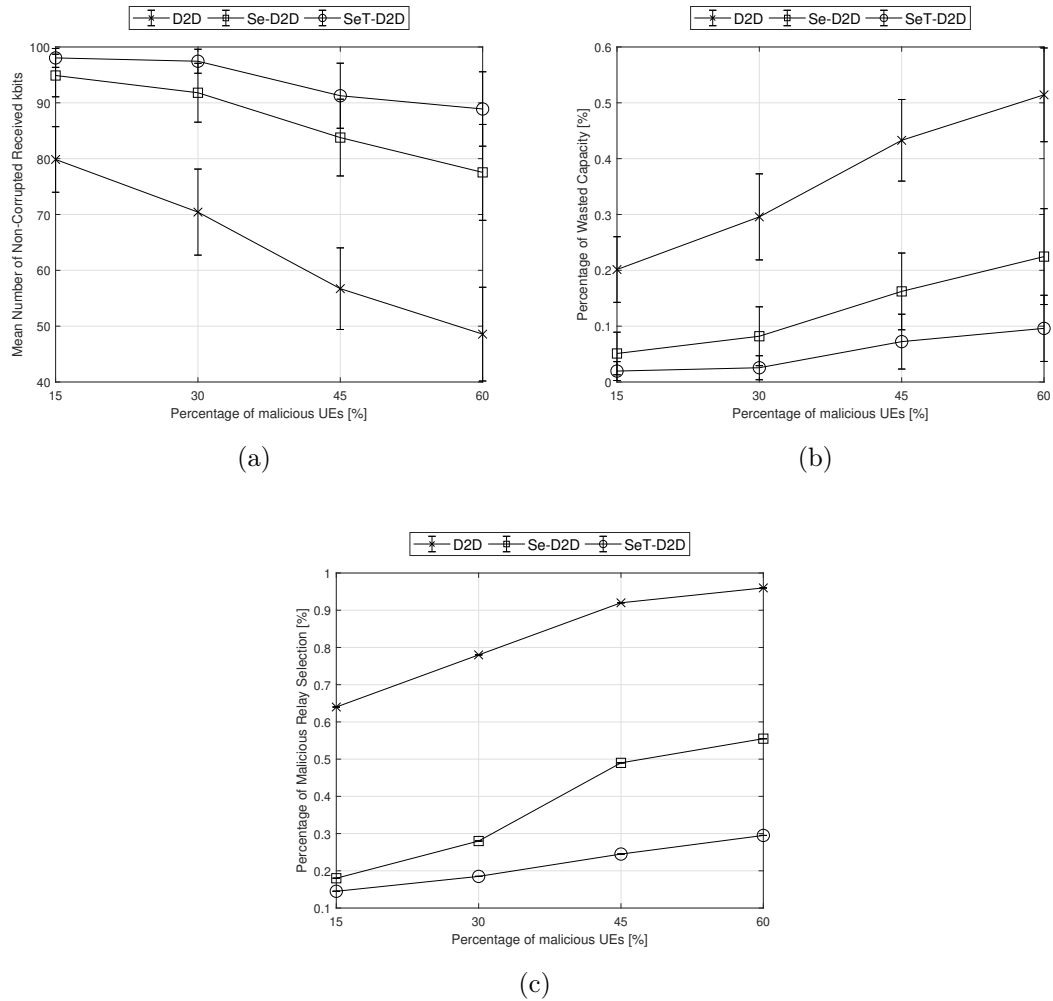 D2D Se-D2D SeT-D2D
100
90
80
70
60
50
40
Mean Number of Non-Corrupted Received kbits
15 30 45 60
Percentage of malicious UEs [%]
(a)
D2D Se-D2D SeT-D2D
0.6
0.5
0.4
0.3
0.2
0.1
0
Percentage of Wasted Capacity [%]
15 30 45 60
Percentage of malicious UEs [%]
(b)
D2D Se-D2D SeT-D2D
1
0.9
0.8
0.7
0.6
0.5
0.4
0.3
0.2
0.1
Percentage of Malicious Relay Selection [%]
15 30 45 60
Percentage of malicious UEs [%]
(c)